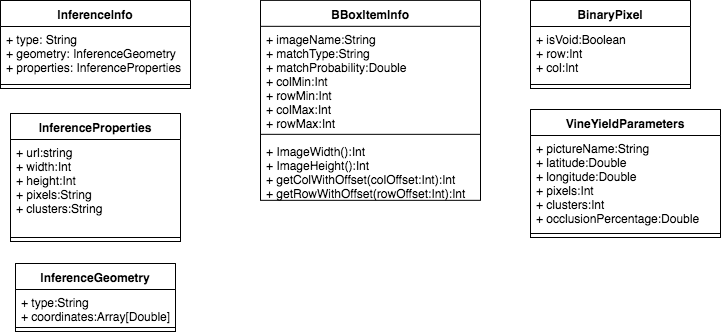 InferenceInfo
+ type: String
+ geometry: InferenceGeometry
+ properties: InferenceProperties
InferenceProperties
+ url:string
+ width:Int
+ height:Int
+ pixels:String
+ clusters:String
InferenceGeometry
+ type:String
+ coordinates:Array[Double]
BBoxItemInfo
+ imageName:String
+ matchType:String
+ matchProbability:Double
+ colMin:Int
+ rowMin:Int
+ colMax:Int
+ rowMax:Int
+ ImageWidth():Int
+ ImageHeight():Int
+ getColWithOffset(colOffset:Int):Int
+ getRowWithOffset(rowOffset:Int):Int
BinaryPixel
+ isVoid:Boolean
+ row:Int
+ col:Int
VineYieldParameters
+ pictureName:String
+ latitude:Double
+ longitude:Double
+ pixels:Int
+ clusters:Int
+ occlusionPercentage:Double